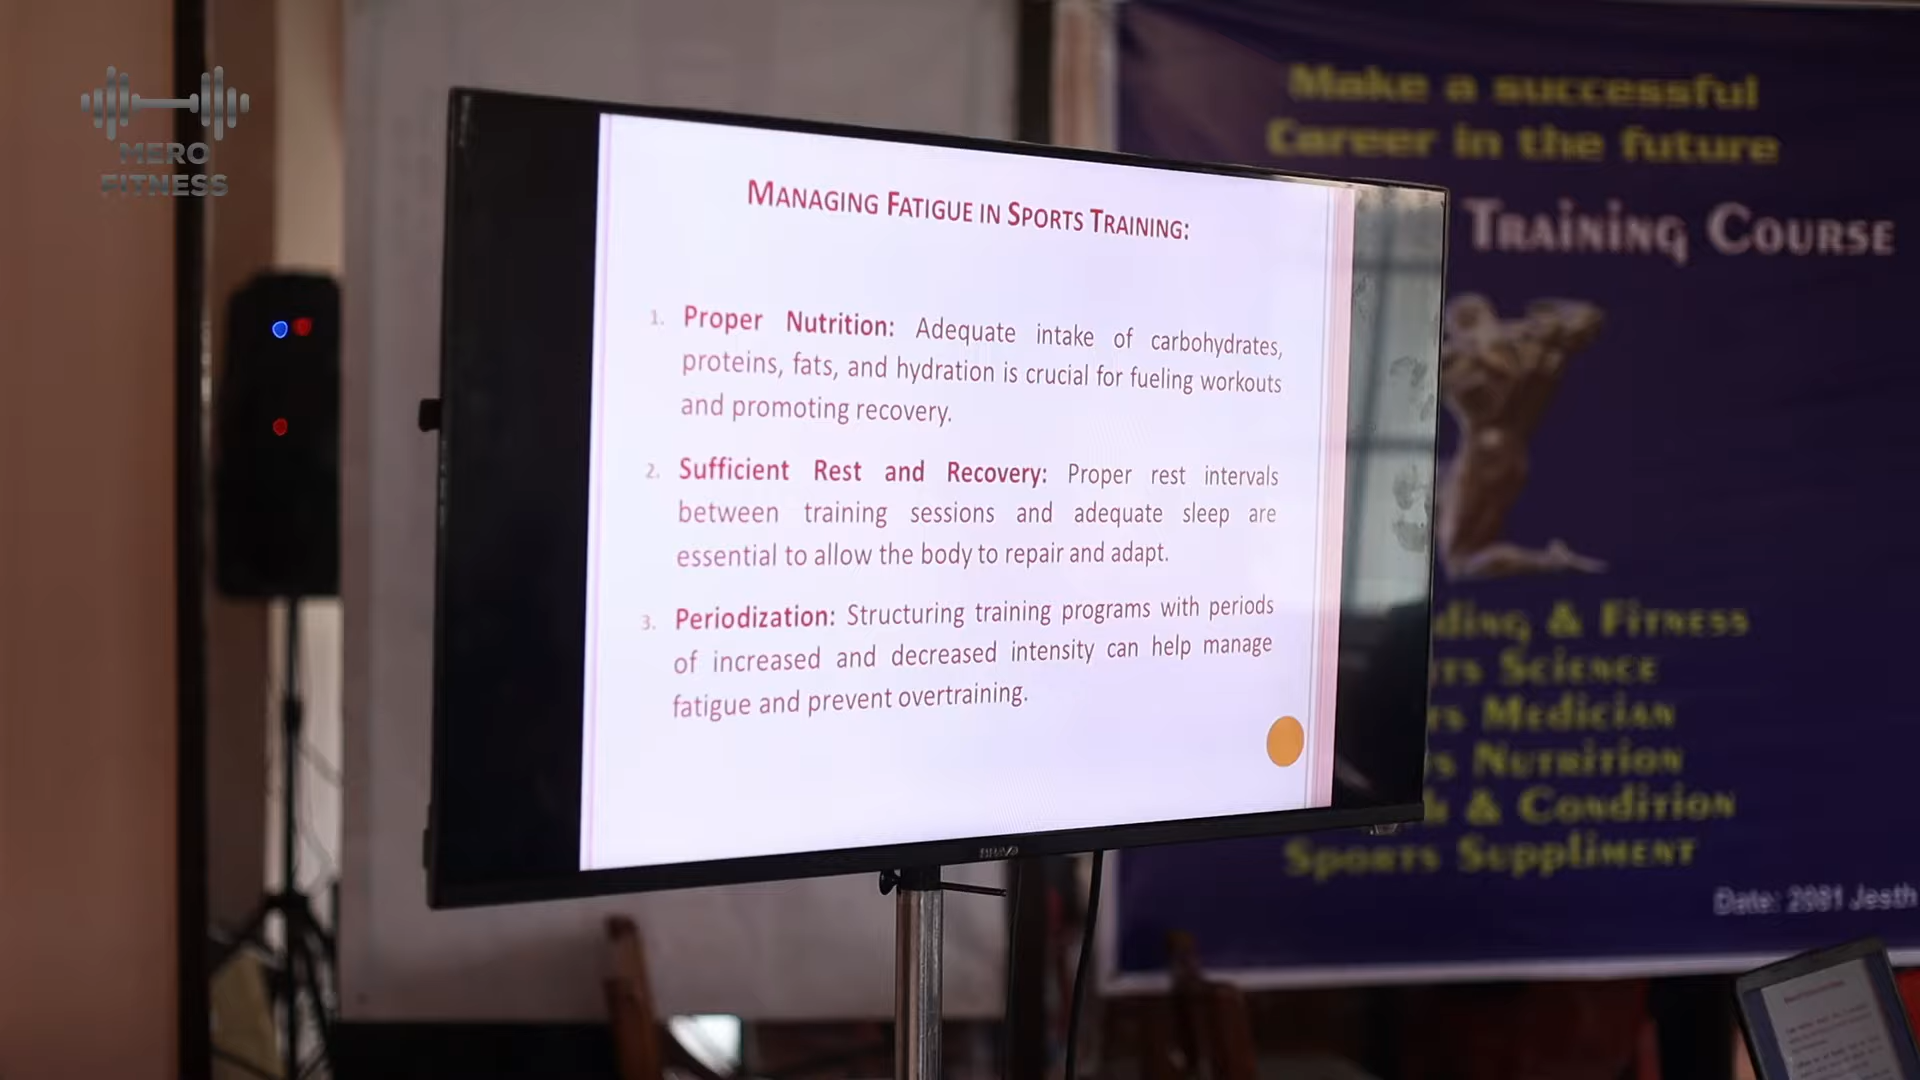 MERO
FITNESS
MANAGING FATIGUE IN SPORTS TRAINING:
1. Proper Nutrition: Adequate intake of carbohydrates,
proteins, fats, and hydration is crucial for fueling workouts
and promoting recovery.
2. Sufficient Rest and Recovery: Proper rest intervals
between training sessions and adequate sleep are
essential to allow the body to repair and adapt.
3. Periodization: Structuring training programs with periods
of increased and decreased intensity can help manage
fatigue and prevent overtraining.
Make a successful
Career in the future
TRAINING COURSE
& FITNESS
SCIENCE
MEDICIAN
NUTRITION
& CONDITION
SPORTS SUPPLIMENT
Date: 2081 Jesth